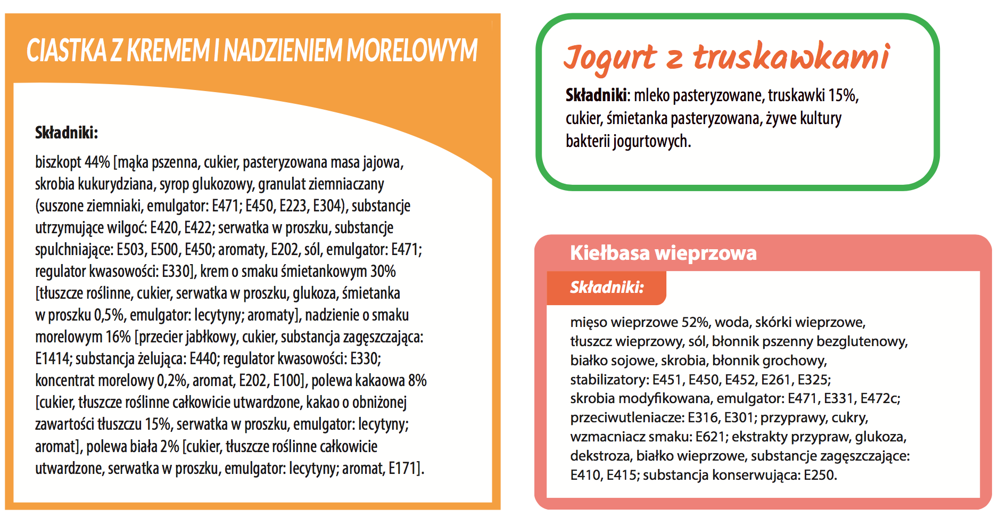 CIASTKA Z KREMEM I NADZIENIEM MORELOWYM
Składniki:
biszkopt 44% [mąka pszenna, cukier, pasteryzowana masa jajowa,
skrobia kukurydziana, syrop glukozowy, granulat ziemniaczany
(suszone ziemniaki, emulgator: E471; E450, E223, E304), substancje
utrzymujące wilgoć: E420, E422; serwatka w proszku, substancje
spulchniające: E503, E500, E450; aromaty, E202, sól, emulgator: E471;
regulator kwasowości: E330], krem o smaku śmietankowym 30%
[tłuszcze roślinne, cukier, serwatka w proszku, glukoza, śmietanka
w proszku 0,5%, emulgator: lecytyny; aromaty], nadzienie o smaku
morelowym 16% [przecier jabłkowy, cukier, substancja zagęszczająca:
E1414; substancja żelująca: E440; regulator kwasowości: E330;
koncentrat morelowy 0,2%, aromat, E202, E100], polewa kakaowa 8%
[cukier, tłuszcze roślinne całkowicie utwardzone, kakao o obniżonej
zawartości tłuszczu 15%, serwatka w proszku, emulgator: lecytyny;
aromat], polewa biała 2% [cukier, tłuszcze roślinne całkowicie
utwardzone, serwatka w proszku, emulgator: lecytyny; aromat, E171].
Jogurt z truskawkami
Składniki: mleko pasteryzowane, truskawki 15%,
cukier, śmietanka pasteryzowana, żywe kultury
bakterii jogurtowych.
Kiełbasa wieprzowa
Składniki:
mięso wieprzowe 52%, woda, skórki wieprzowe,
tłuszcz wieprzowy, sól, błonnik pszenny bezglutenowy,
białko sojowe, skrobia, błonnik grochowy,
stabilizatory: E451, E450, E452, E261, E325;
skrobia modyfikowana, emulgator: E471, E331, E472c;
przeciwutleniacze: E316, E301; przyprawy, cukry,
wzmacniacz smaku: E621; ekstrakty przypraw, glukoza,
dekstroza, białko wieprzowe, substancje zagęszczające:
E410, E415; substancja konserwująca: E250.